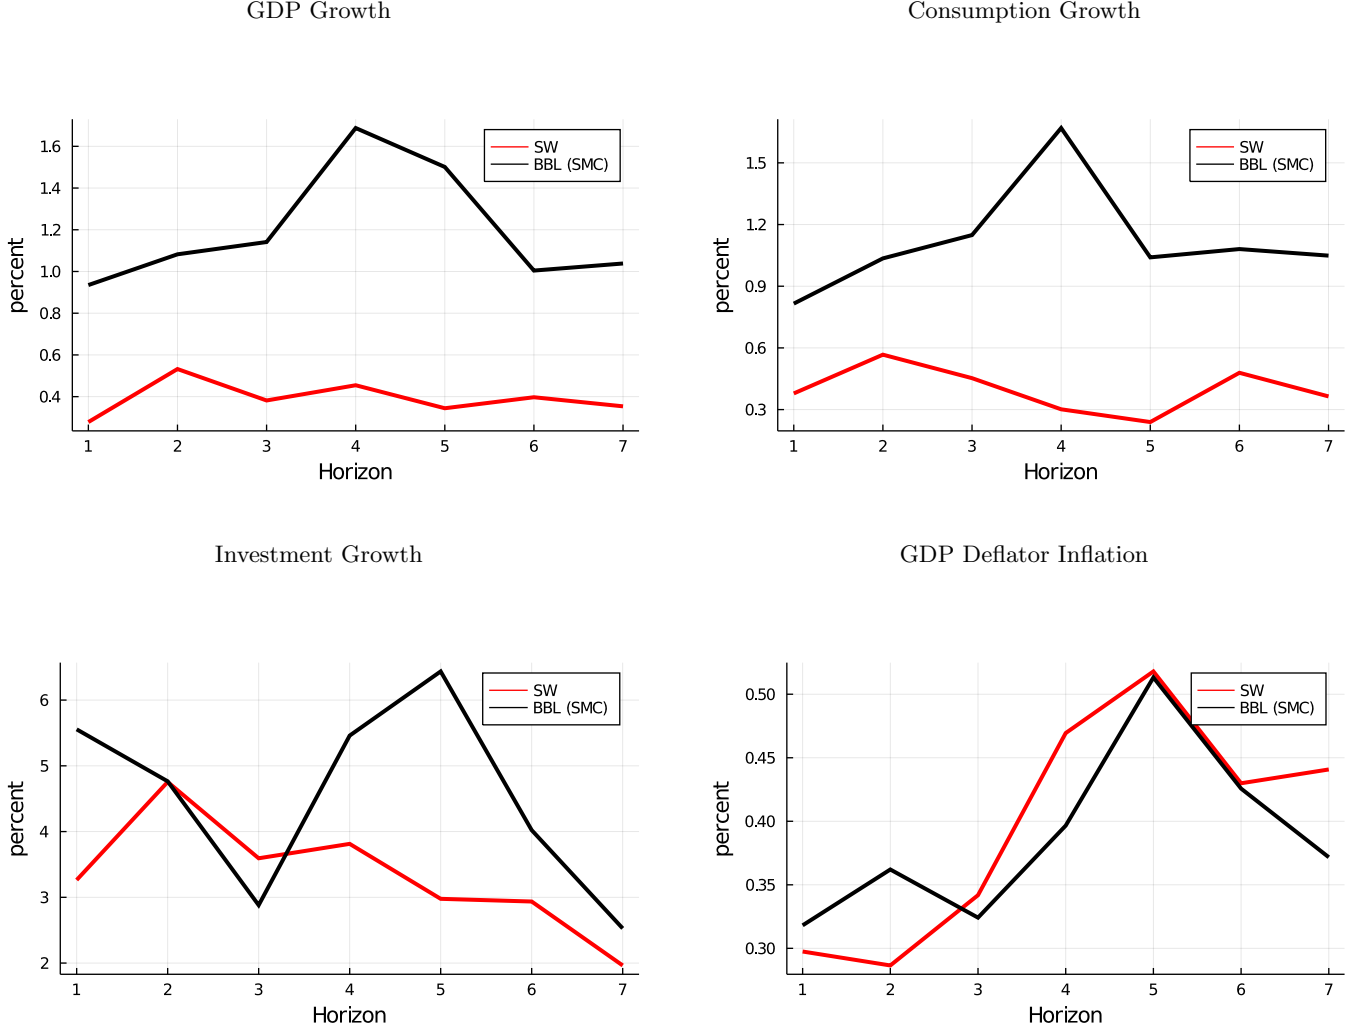 GDP Growth
Consumption Growth
percent
1.6
1.4
1.2
1.0
0.8
0.6
0.4
SW
BBL (SMC)
1 2 3 4 5 6 7
Horizon
percent
1.5
1.2
0.9
0.6
0.3
SW
BBL (SMC)
1 2 3 4 5 6 7
Horizon
Investment Growth
GDP Deflator Inflation
percent
6
5
4
3
2
SW
BBL (SMC)
1 2 3 4 5 6 7
Horizon
percent
0.50
0.45
0.40
0.35
0.30
SW
BBL (SMC)
1 2 3 4 5 6 7
Horizon